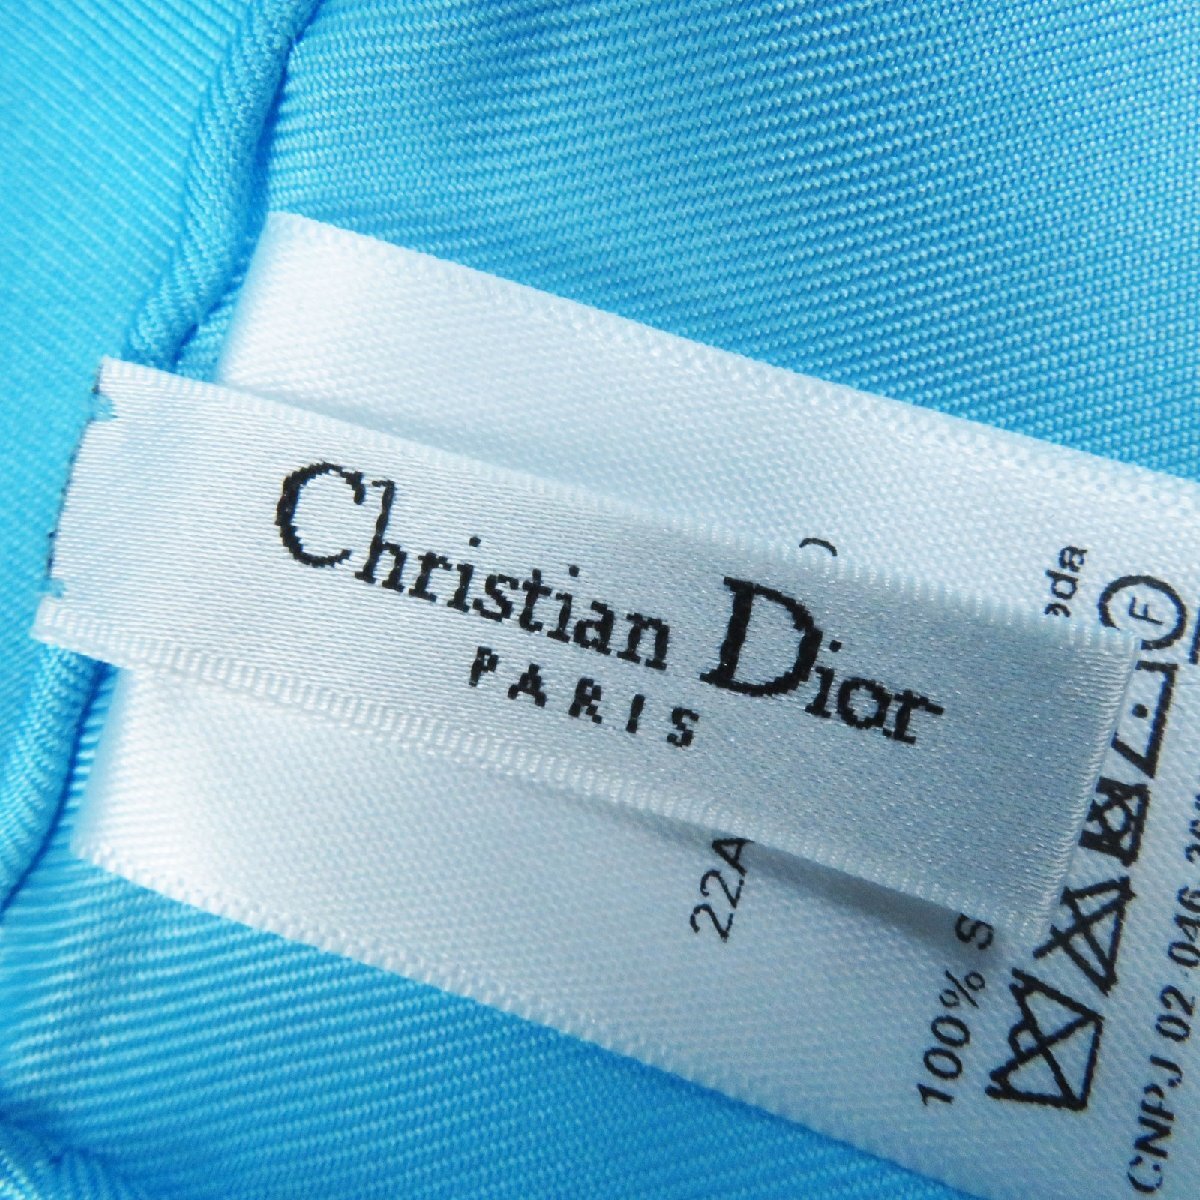 Christian Dior
PARIS
22A
100%
F
CNPJ 02 046